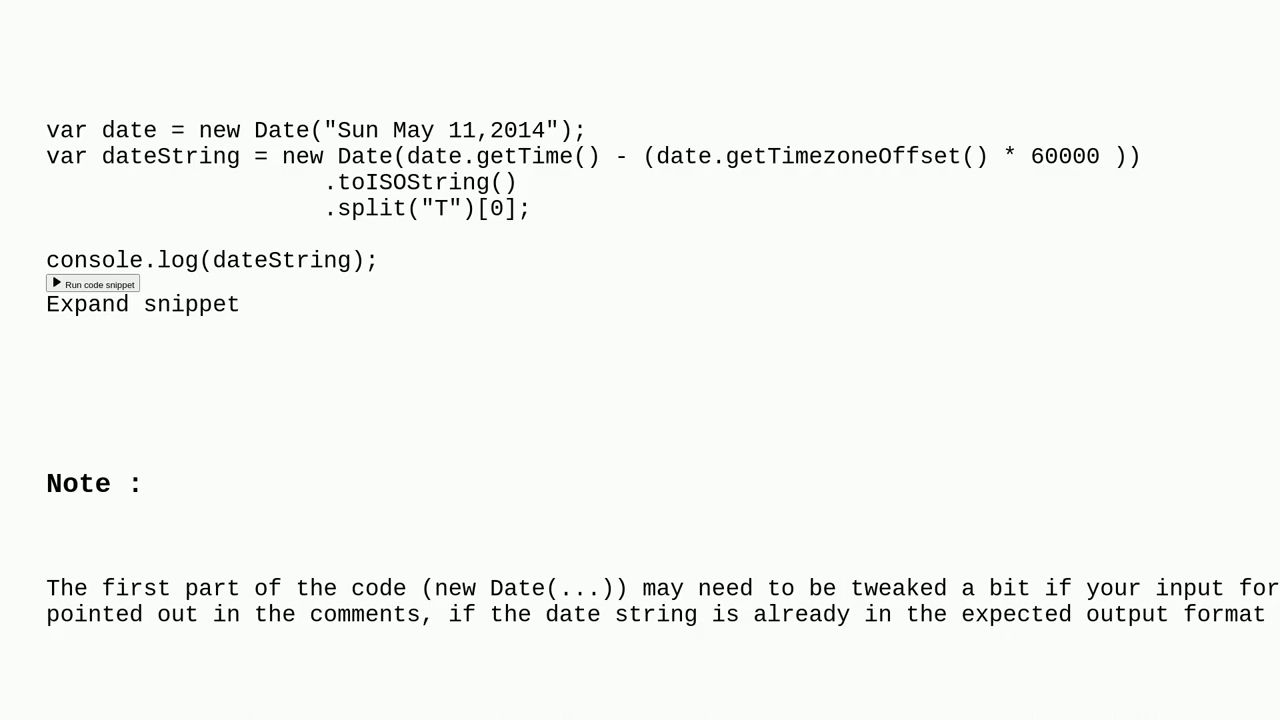 var date = new Date("Sun May 11,2014");
var dateString = new Date(date.getTime() - (date.getTimezoneOffset() * 60000 ))
                    .toISOString()
                    .split("T")[0];
console.log(dateString);
Run code snippet
Expand snippet
Note :
The first part of the code (new Date(...)) may need to be tweaked a bit if your input for
pointed out in the comments, if the date string is already in the expected output format